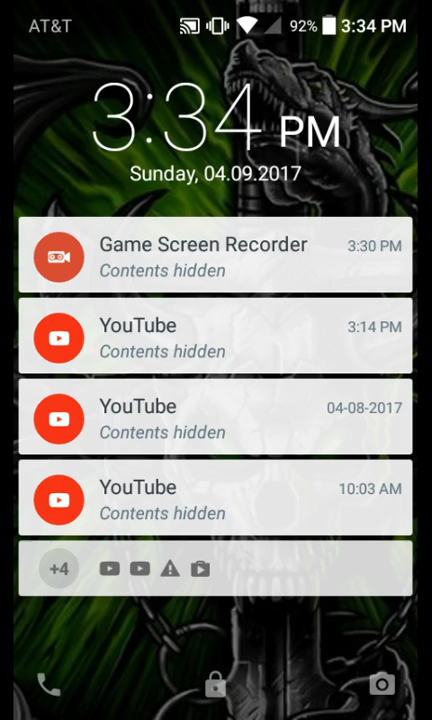 AT&T 92% 3:34 PM
3:34 PM
Sunday, 04.09.2017
Game Screen Recorder 3:30 PM
Contents hidden
YouTube 3:14 PM
Contents hidden
YouTube 04-08-2017
Contents hidden
YouTube 10:03 AM
Contents hidden
+4